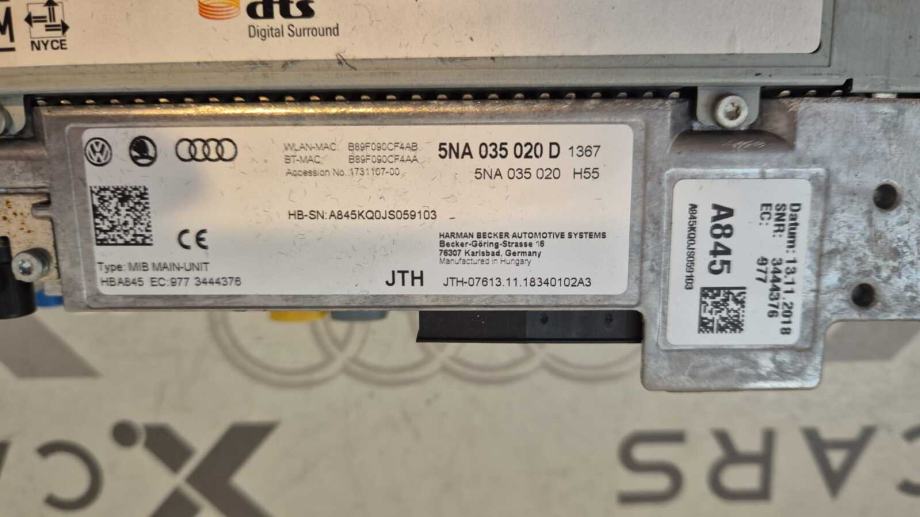 NYCE
dts
Digital Surround
WLAN-MAC: B89F090CF4AB
BT-MAC: B89F090CF4AA
Accession No. 1731107-00
5NA 035 020 D 1367
5NA 035 020 H55
HB-SN: A845KQ0JS059103
CE
HARMAN BECKER AUTOMOTIVE SYSTEMS
Becker-Göring-Strasse 16
76307 Karlsbad, Germany
Manufactured in Hungary
Type: MIB MAIN-UNIT
HBA845 EC:977 3444376
JTH
JTH-07613.11.18340102A3
Datum: 13.11.2018
SNR: 3444376
EC: 977
A845
A845KQ0JS059103
CARS